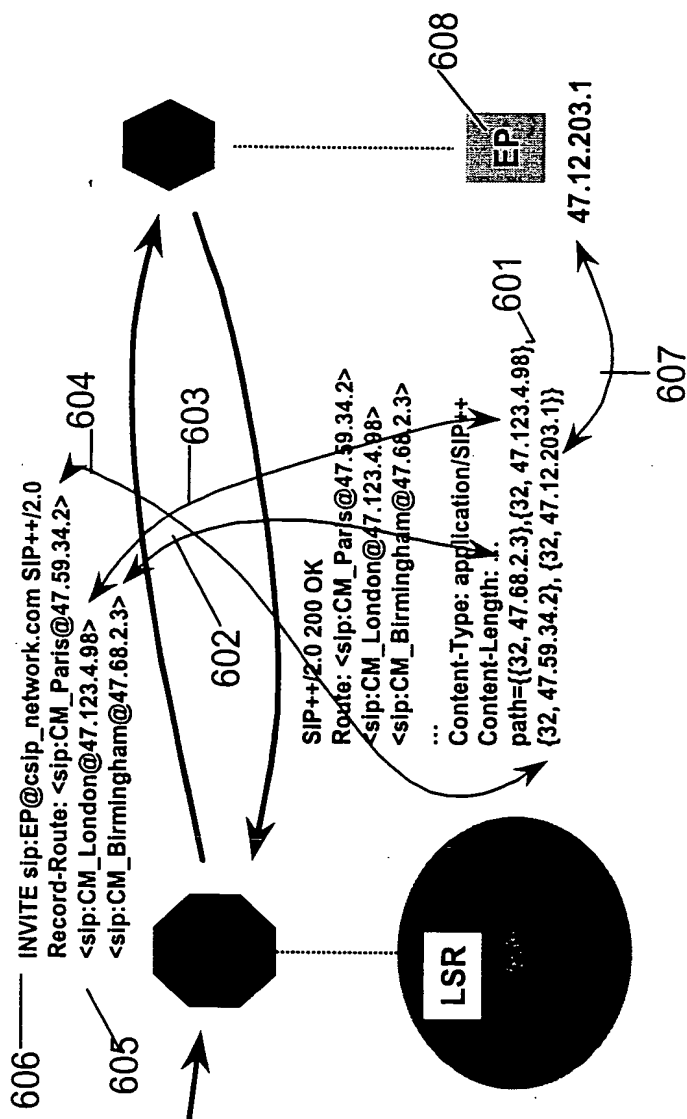 606
INVITE sip:EP@csip_network.com SIP++/2.0
Record-Route: <sip:CM_Paris@47.59.34.2>
<sip:CM_London@47.123.4.98>
<sip:CM_Birmingham@47.68.2.3>
605
604
603
602
SIP++/2.0 200 OK
Route: <sip:CM_Paris@47.59.34.2>
<sip:CM_London@47.123.4.98>
<sip:CM_Birmingham@47.68.2.3>
...
Content-Type: application/SIP++
Content-Length: ...
path={{32, 47.68.2.3},{32, 47.123.4.98},
{32, 47.59.34.2}, {32, 47.12.203.1}}
601
607
LSR
EP
608
47.12.203.1